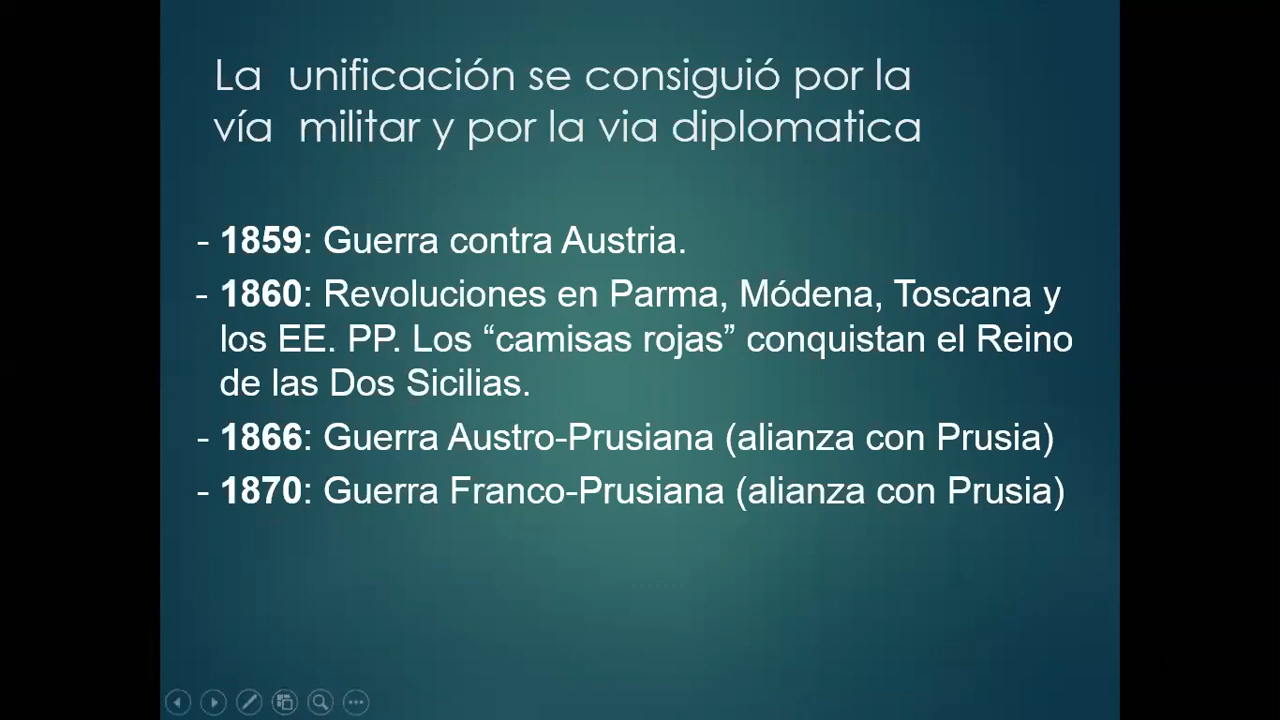 La unificación se consiguió por la
vía militar y por la via diplomatica
- 1859: Guerra contra Austria.
- 1860: Revoluciones en Parma, Módena, Toscana y
los EE. PP. Los “camisas rojas” conquistan el Reino
de las Dos Sicilias.
- 1866: Guerra Austro-Prusiana (alianza con Prusia)
- 1870: Guerra Franco-Prusiana (alianza con Prusia)